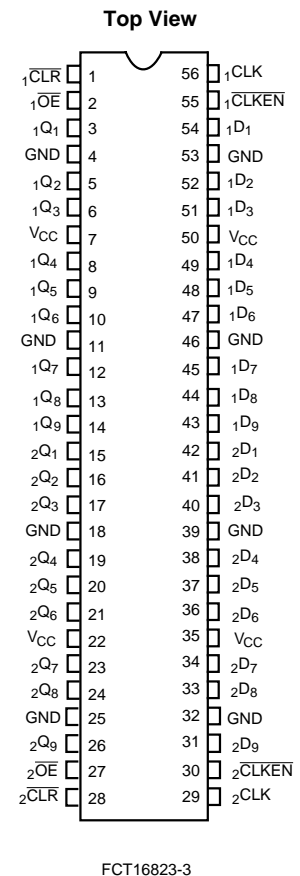 Top View
1CLR 1 56 1CLK
1OE 2 55 1CLKEN
1Q1 3 54 1D1
GND 4 53 GND
1Q2 5 52 1D2
1Q3 6 51 1D3
VCC 7 50 VCC
1Q4 8 49 1D4
1Q5 9 48 1D5
1Q6 10 47 1D6
GND 11 46 GND
1Q7 12 45 1D7
1Q8 13 44 1D8
1Q9 14 43 1D9
2Q1 15 42 2D1
2Q2 16 41 2D2
2Q3 17 40 2D3
GND 18 39 GND
2Q4 19 38 2D4
2Q5 20 37 2D5
2Q6 21 36 2D6
VCC 22 35 VCC
2Q7 23 34 2D7
2Q8 24 33 2D8
GND 25 32 GND
2Q9 26 31 2D9
2OE 27 30 2CLKEN
2CLR 28 29 2CLK
FCT16823-3